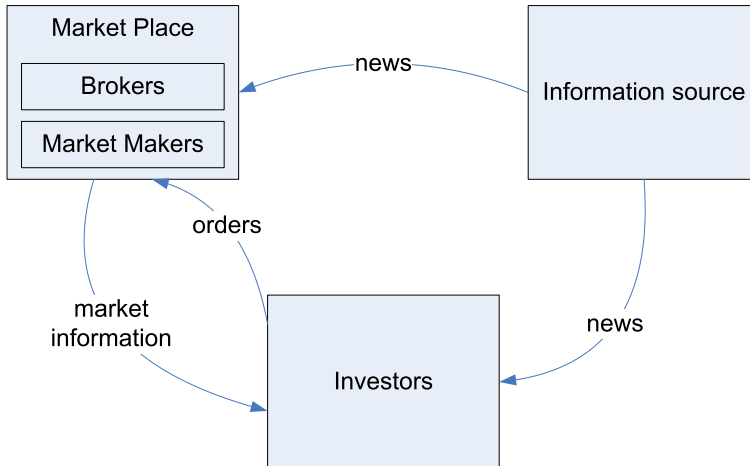 Market Place
Brokers
Market Makers
news
Information source
orders
market
information
news
Investors